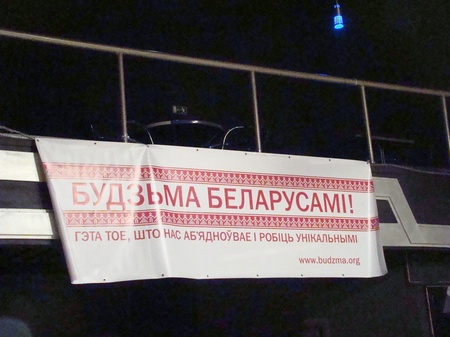 БУДЗЬМА БЕЛАРУСАМІ!
ГЭТА ТОЕ, ШТО НАС АБ'ЯДНОЎВАЕ І РОБІЦЬ УНІКАЛЬНЫМІ
www.budzma.org